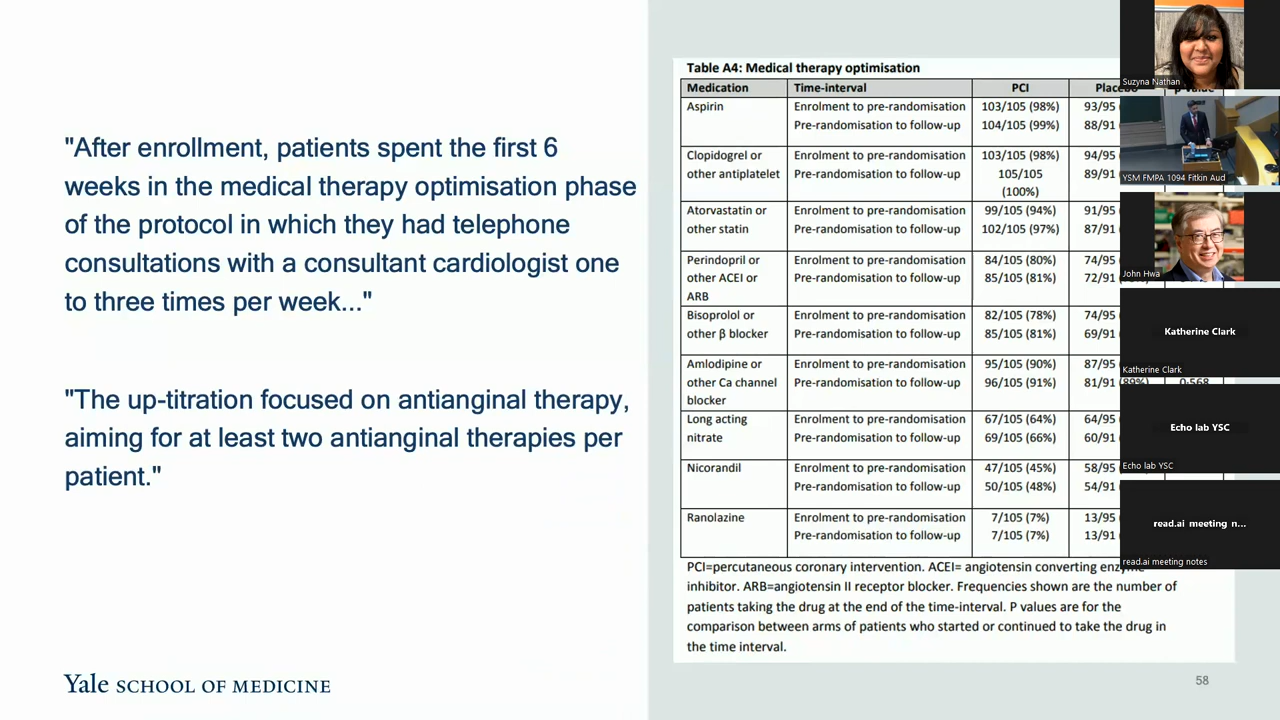 "After enrollment, patients spent the first 6
weeks in the medical therapy optimisation phase
of the protocol in which they had telephone
consultations with a consultant cardiologist one
to three times per week..."
"The up-titration focused on antianginal therapy,
aiming for at least two antianginal therapies per
patient."
Yale SCHOOL OF MEDICINE
Table A4: Medical therapy optimisation
Medication Time-interval PCI
Aspirin Enrolment to pre-randomisation 103/105 (98%) 93/95
Pre-randomisation to follow-up 104/105 (99%) 88/91
Clopidogrel or Enrolment to pre-randomisation 103/105 (98%) 94/95
other antiplatelet Pre-randomisation to follow-up 105/105 89/91
(100%)
Atorvastatin or Enrolment to pre-randomisation 99/105 (94%) 91/95
other statin Pre-randomisation to follow-up 102/105 (97%) 87/91
Perindopril or Enrolment to pre-randomisation 84/105 (80%) 74/95
other ACEI or Pre-randomisation to follow-up 85/105 (81%) 72/91
ARB
Bisoprolol or Enrolment to pre-randomisation 82/105 (78%) 74/95
other β blocker Pre-randomisation to follow-up 85/105 (81%) 69/91
Amlodipine or Enrolment to pre-randomisation 95/105 (90%) 87/95
other Ca channel Pre-randomisation to follow-up 96/105 (91%) 81/91 (89%) 0·568
blocker
Long acting Enrolment to pre-randomisation 67/105 (64%) 64/95
nitrate Pre-randomisation to follow-up 69/105 (66%) 60/91
Nicorandil Enrolment to pre-randomisation 47/105 (45%) 58/95
Pre-randomisation to follow-up 50/105 (48%) 54/91
Ranolazine Enrolment to pre-randomisation 7/105 (7%) 13/95
Pre-randomisation to follow-up 7/105 (7%) 13/91
PCI=percutaneous coronary intervention. ACEI= angiotensin converting enzyme
inhibitor. ARB=angiotensin II receptor blocker. Frequencies shown are the number of
patients taking the drug at the end of the time-interval. P values are for the
comparison between arms of patients who started or continued to take the drug in
the time interval.
58
Suzyna Nathan
YSM FMPA 1094 Fitkin Aud
John Hwa
Katherine Clark
Katherine Clark
Echo lab YSC
Echo lab YSC
read.ai meeting n...
read.ai meeting notes